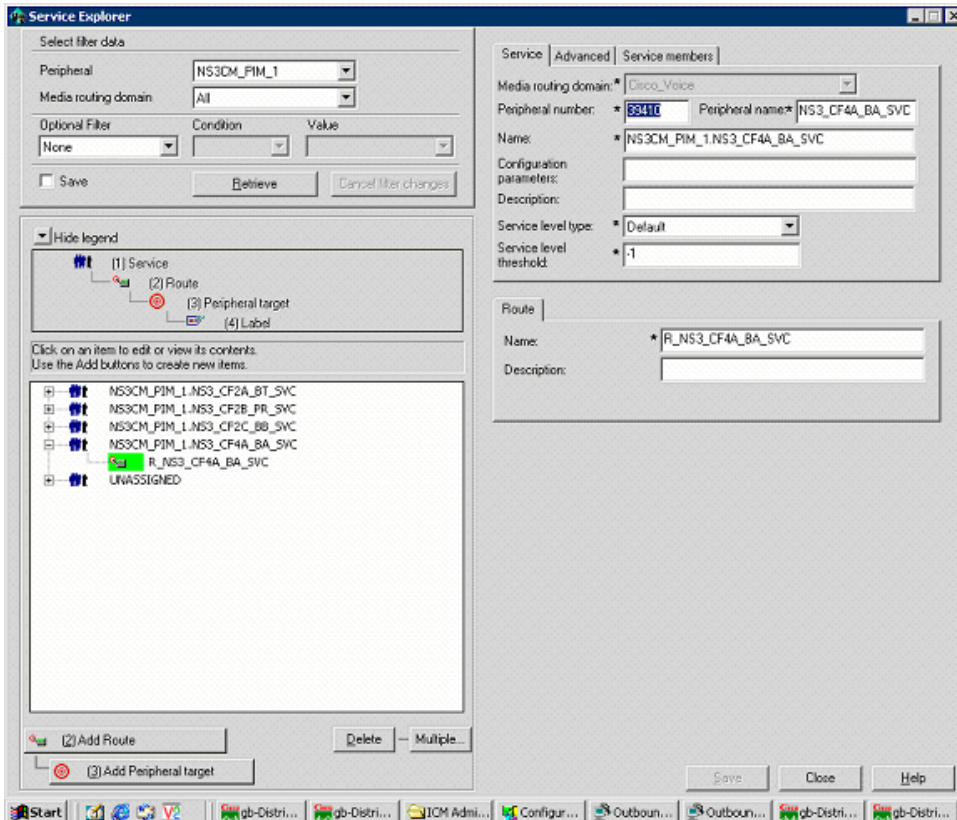 Service Explorer
Select filter data
Peripheral
NS3CM_PIM_1
Media routing domain
All
Optional Filter
Condition
Value
None
Save
Retrieve
Cancel filter changes
Hide legend
(1) Service
(2) Route
(3) Peripheral target
(4) Label
Click on an item to edit or view its contents.
Use the Add buttons to create new items.
NS3CM_PIM_1.NS3_CF2A_BT_SVC
NS3CM_PIM_1.NS3_CF2B_PR_SVC
NS3CM_PIM_1.NS3_CF2C_BB_SVC
NS3CM_PIM_1.NS3_CF4A_BA_SVC
R_NS3_CF4A_BA_SVC
UNASSIGNED
(2) Add Route
Delete
Multiple...
(3) Add Peripheral target
Service Advanced Service members
Media routing domain:* Cisco_Voice
Peripheral number: * 39410 Peripheral name:* NS3_CF4A_BA_SVC
Name: * NS3CM_PIM_1.NS3_CF4A_BA_SVC
Configuration
parameters:
Description:
Service level type: * Default
Service level
threshold: * -1
Route
Name: * R_NS3_CF4A_BA_SVC
Description:
Save Close Help
Start V2 gb-Distri... gb-Distri... ICM Admi... Configur... Outboun... Outboun... gb-Distri... gb-Distri...